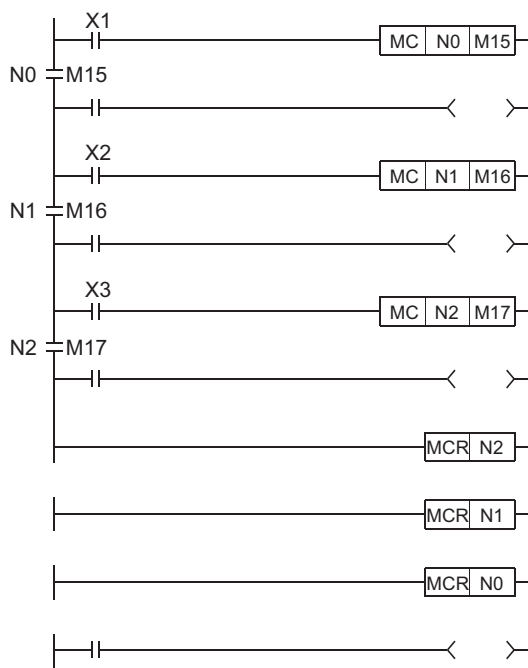 X1
MC N0 M15
N0 M15
X2
MC N1 M16
N1 M16
X3
MC N2 M17
N2 M17
MCR N2
MCR N1
MCR N0